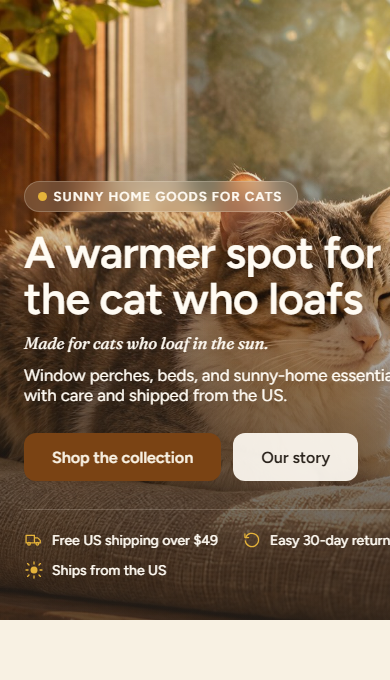 SUNNY HOME GOODS FOR CATS
A warmer spot for
the cat who loafs
Made for cats who loaf in the sun.
Window perches, beds, and sunny-home
with care and shipped from the US.
Shop the collection
Our story
Free US shipping over $49
Easy 30-day
Ships from the US